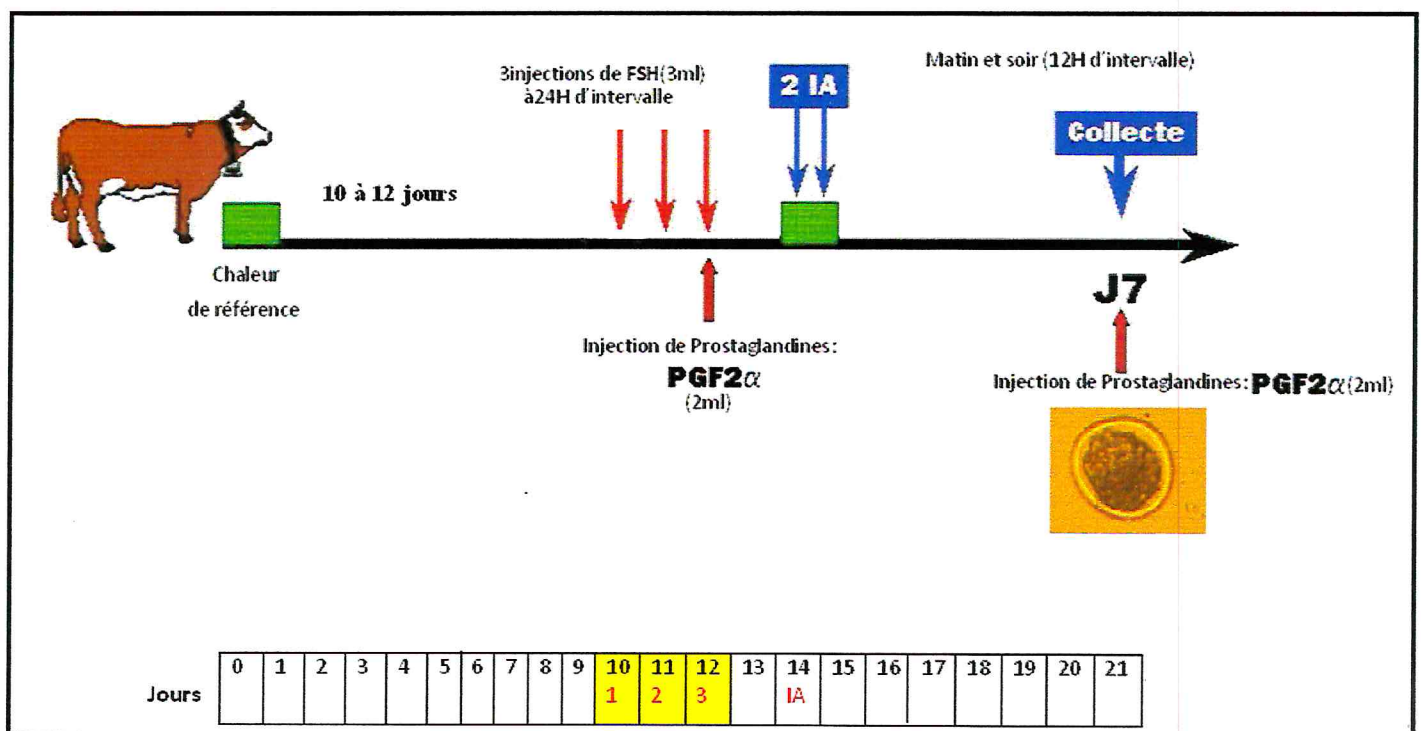 3injections de FSH(3ml)
à24H d'intervalle
2 IA
Matin et soir (12H d'intervalle)
Collecte
10 à 12 jours
Chaleur
de référence
J7
Injection de Prostaglandines:
PGF2α
(2ml)
Injection de Prostaglandines: PGF2α(2ml)
Jours
0 1 2 3 4 5 6 7 8 9 10 11 12 13 14 15 16 17 18 19 20 21
1 2 3 IA